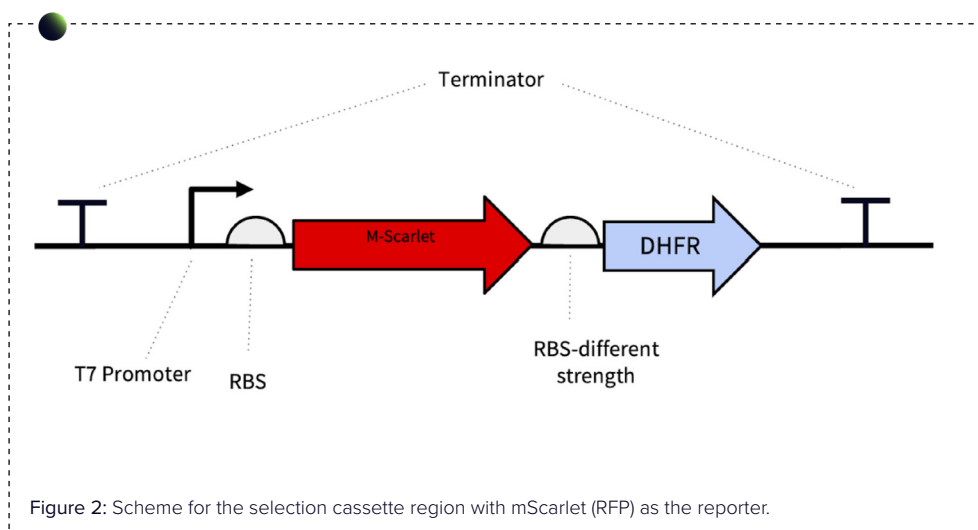 Terminator
M-Scarlet
DHFR
T7 Promoter
RBS
RBS-different
strength
Figure 2: Scheme for the selection cassette region with mScarlet (RFP) as the reporter.